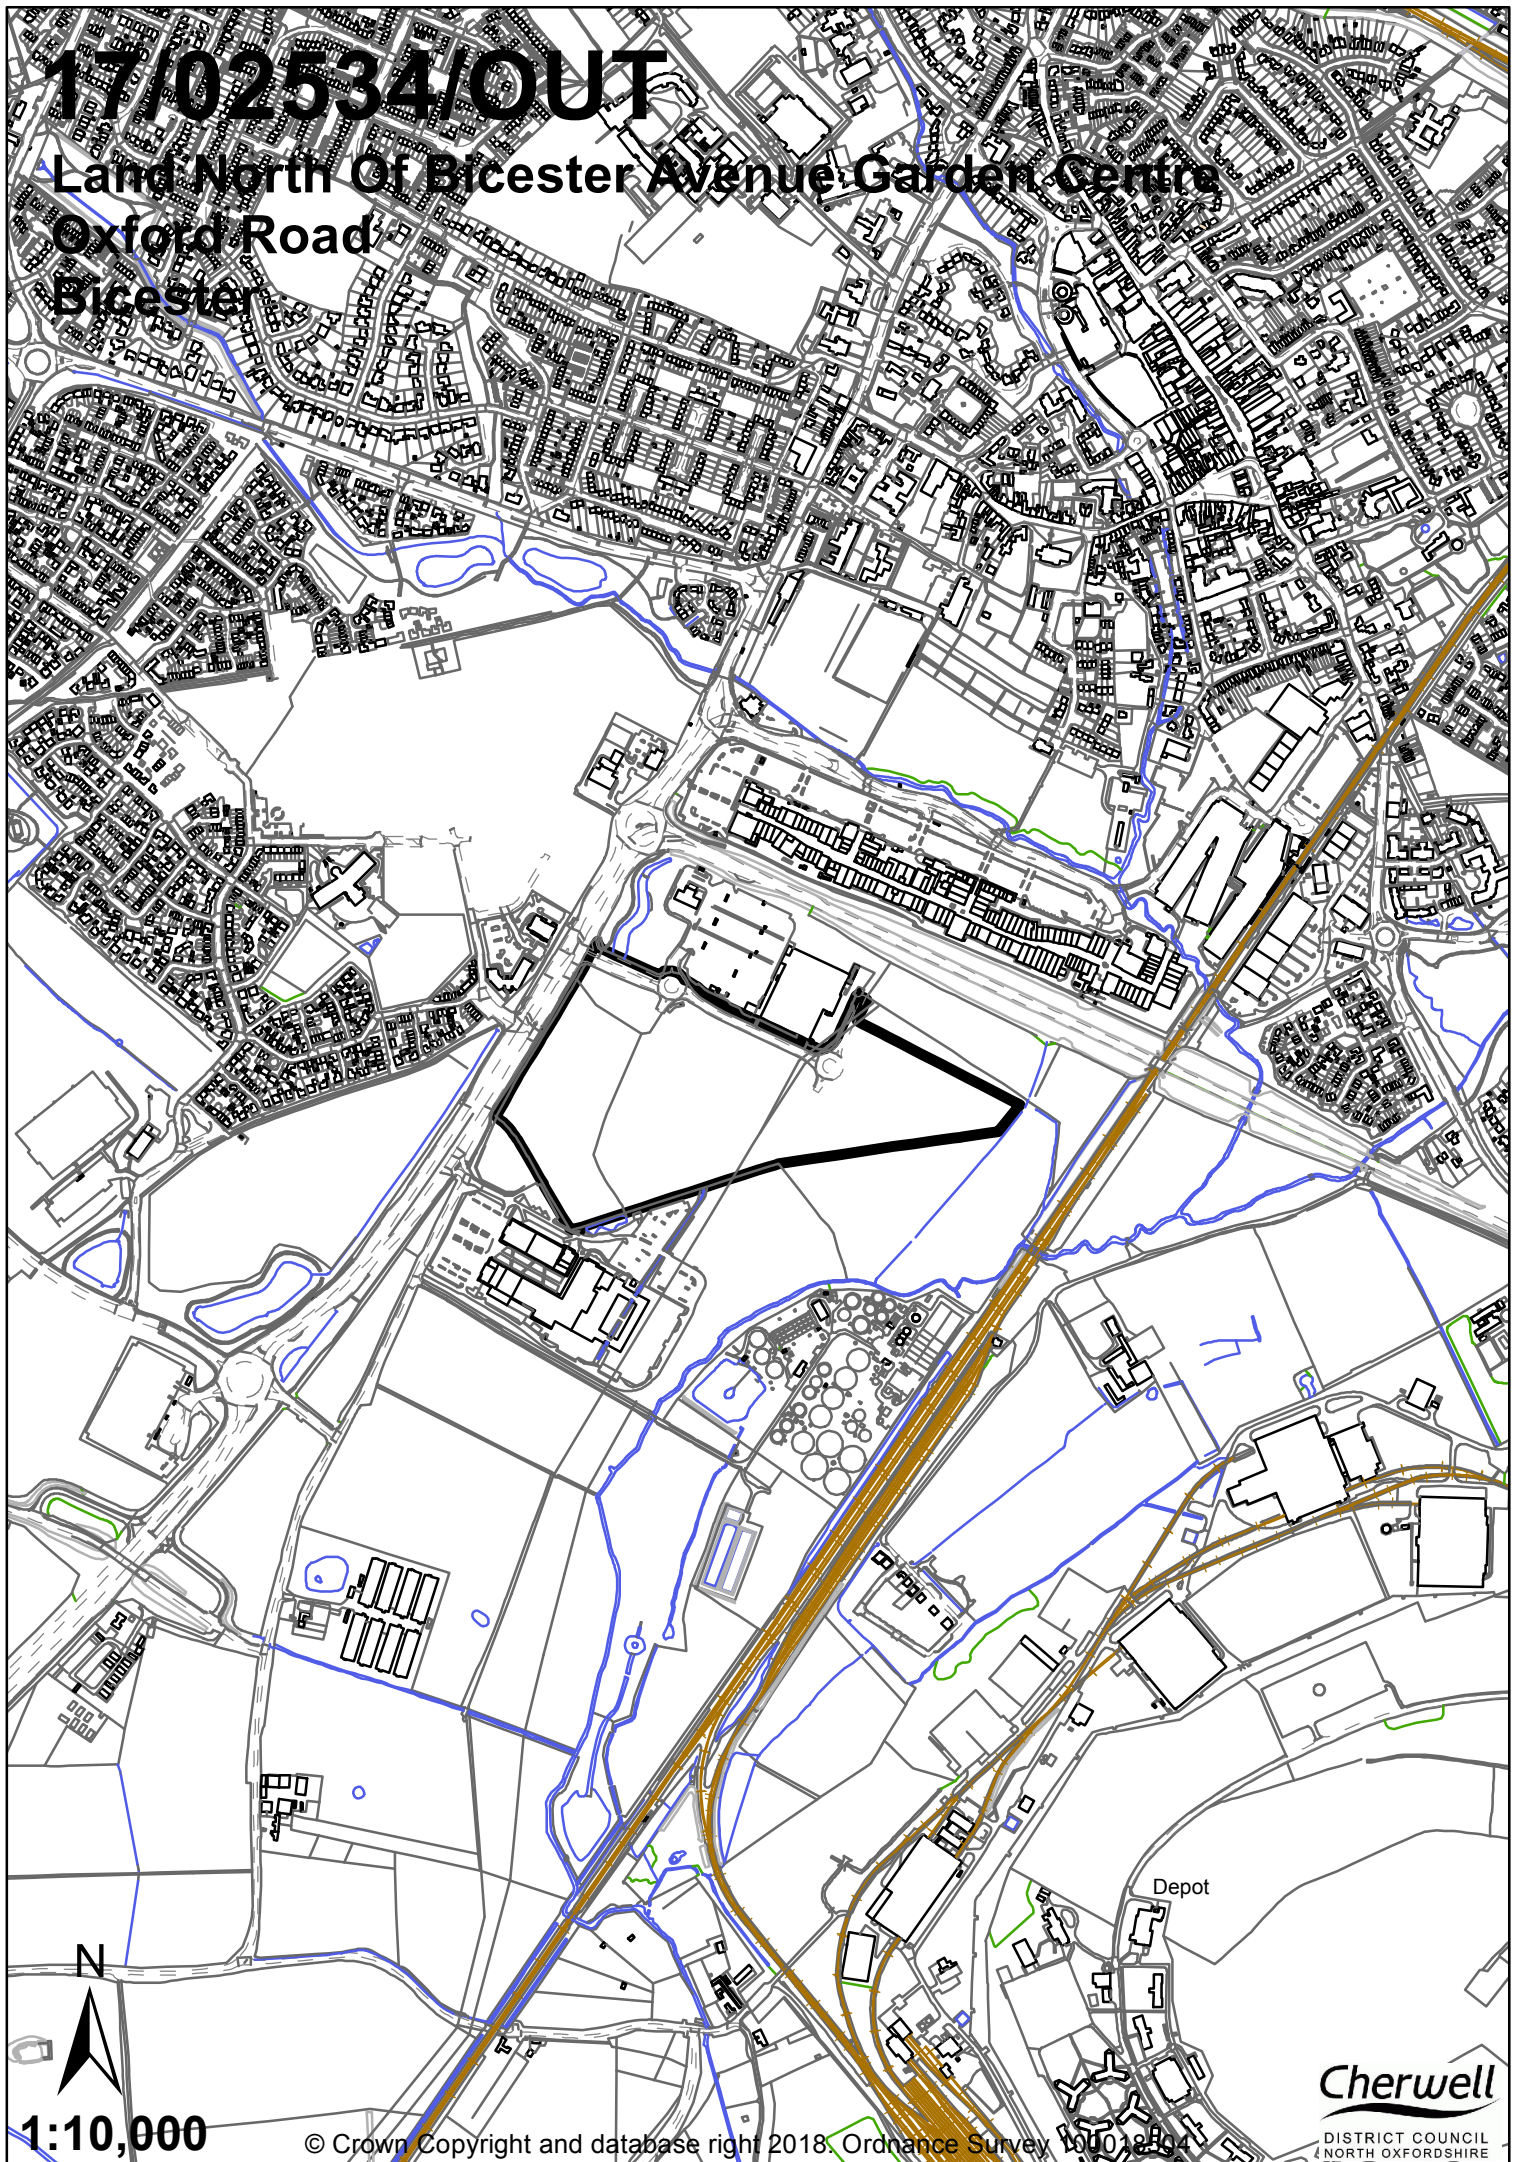 17/02534/OUT
Land North Of Bicester Avenue Garden Centre
Oxford Road
Bicester
Depot
N
1:10,000
© Crown Copyright and database right 2018. Ordnance Survey
Cherwell
DISTRICT COUNCIL
NORTH OXFORDSHIRE